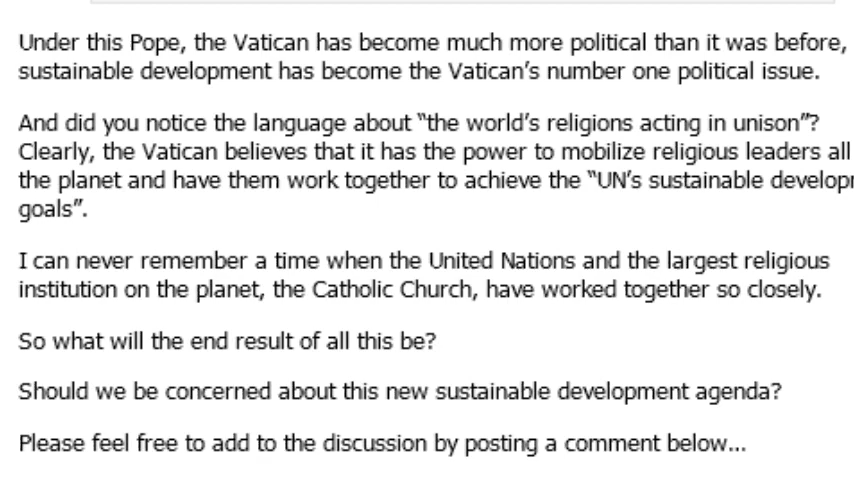 Under this Pope, the Vatican has become much more political than it was before,
sustainable development has become the Vatican's number one political issue.
And did you notice the language about “the world's religions acting in unison”?
Clearly, the Vatican believes that it has the power to mobilize religious leaders all
the planet and have them work together to achieve the “UN's sustainable
goals”.
I can never remember a time when the United Nations and the largest religious
institution on the planet, the Catholic Church, have worked together so closely.
So what will the end result of all this be?
Should we be concerned about this new sustainable development agenda?
Please feel free to add to the discussion by posting a comment below...